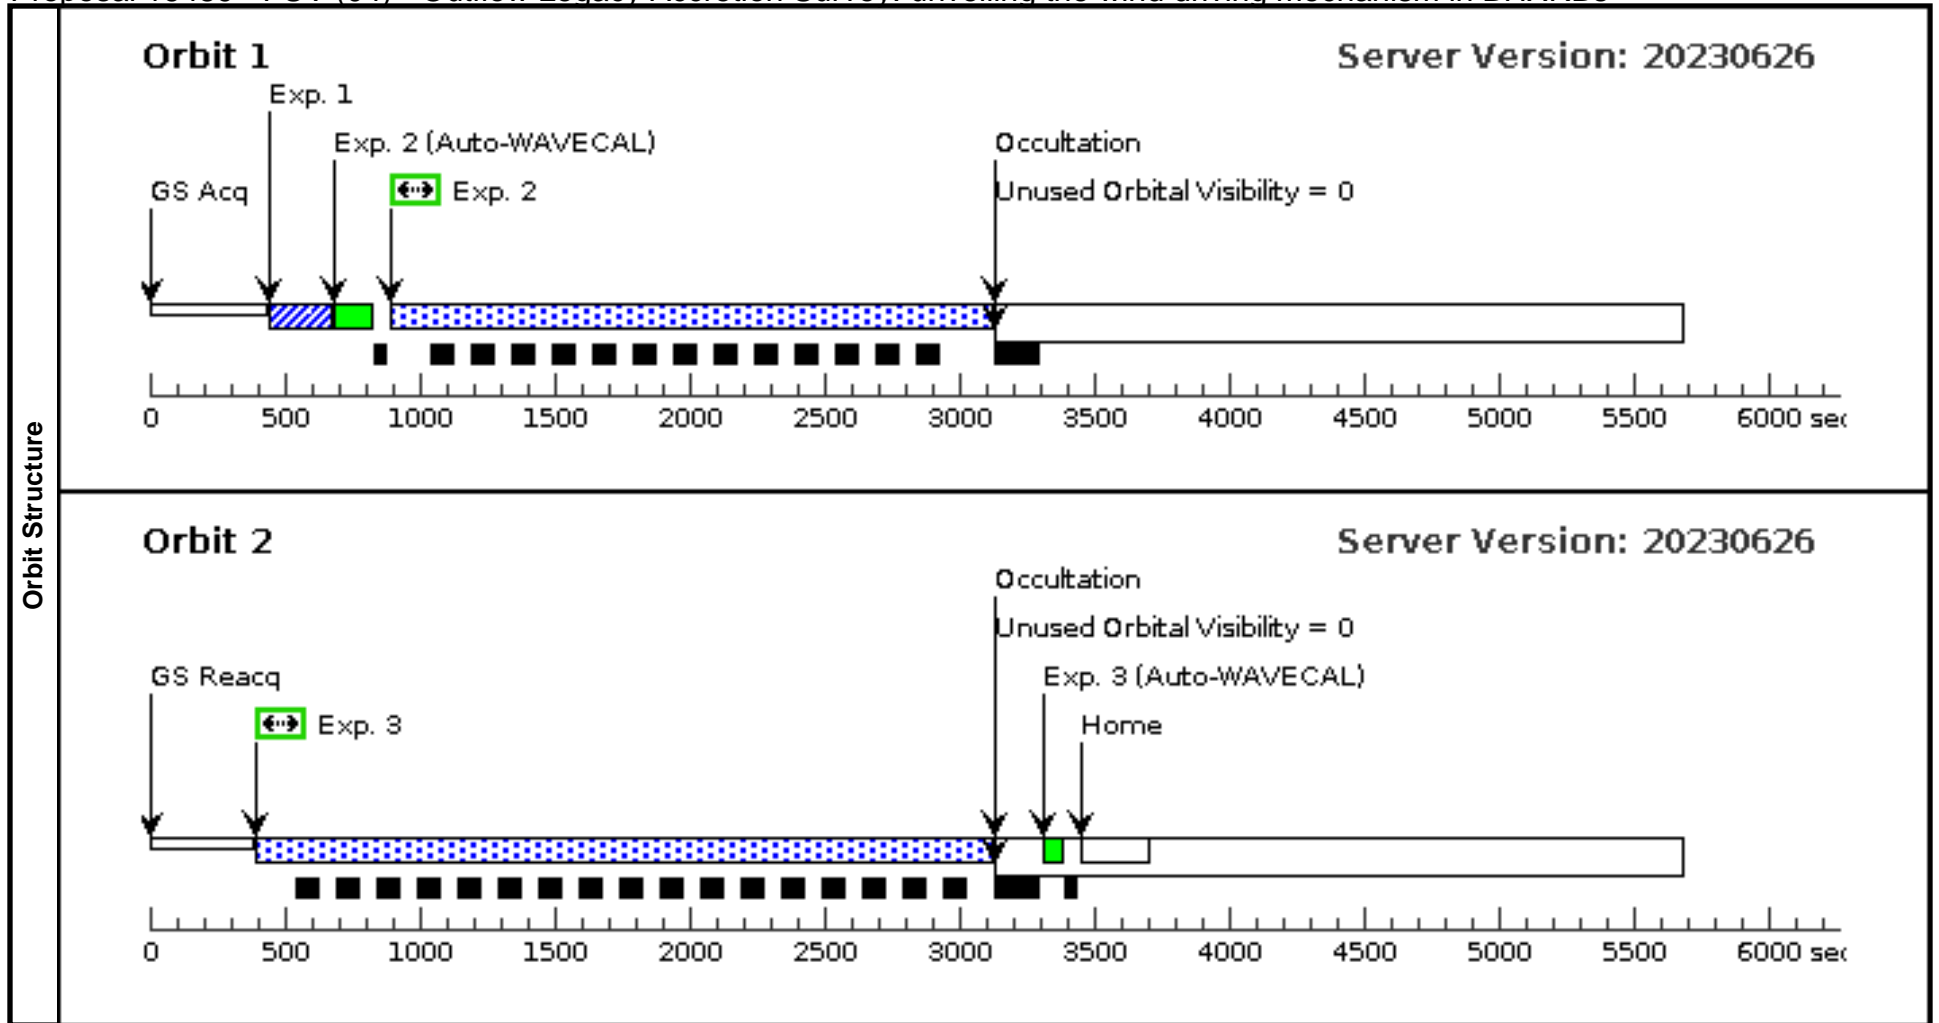 Orbit 1
Server Version: 20230626
Exp. 1
Exp. 2 (Auto-WAVECAL)
Occultation
GS Acq
Exp. 2
Unused Orbital Visibility = 0
0 500 1000 1500 2000 2500 3000 3500 4000 4500 5000 5500 6000 sec
Orbit Structure
Orbit 2
Server Version: 20230626
Occultation
Unused Orbital Visibility = 0
GS Reacq
Exp. 3 (Auto-WAVECAL)
Exp. 3
Home
0 500 1000 1500 2000 2500 3000 3500 4000 4500 5000 5500 6000 sec